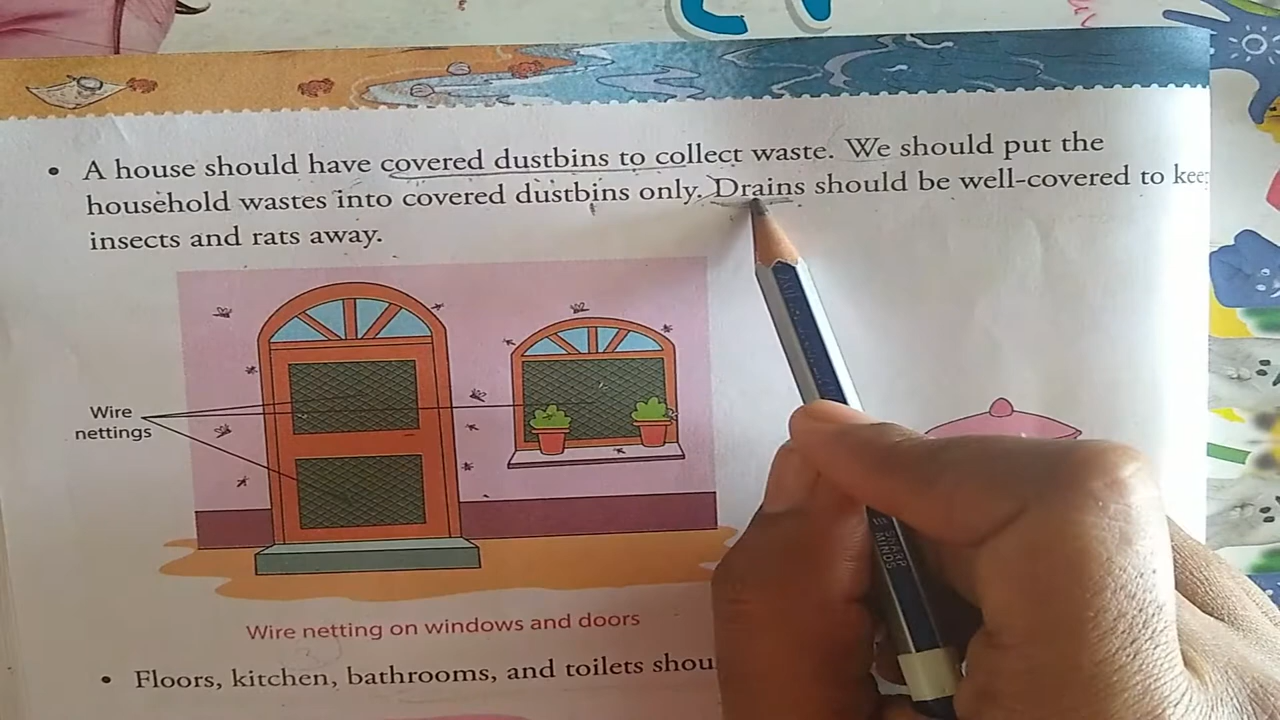 • A house should have covered dustbins to collect waste. We should put the
household wastes into covered dustbins only. Drains should be well-covered to
insects and rats away.
Wire
nettings
Wire netting on windows and doors
• Floors, kitchen, bathrooms, and toilets
SHARP
MINDS